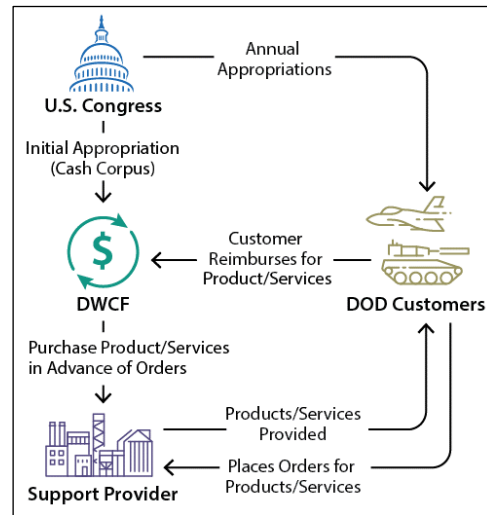 Annual
Appropriations
U.S. Congress
Initial Appropriation
(Cash Corpus)
$
Customer
Reimburses for
Product/Services
DWCF
DOD Customers
Purchase Product/Services
in Advance of Orders
Products/Services
Provided
Places Orders for
Products/Services
Support Provider